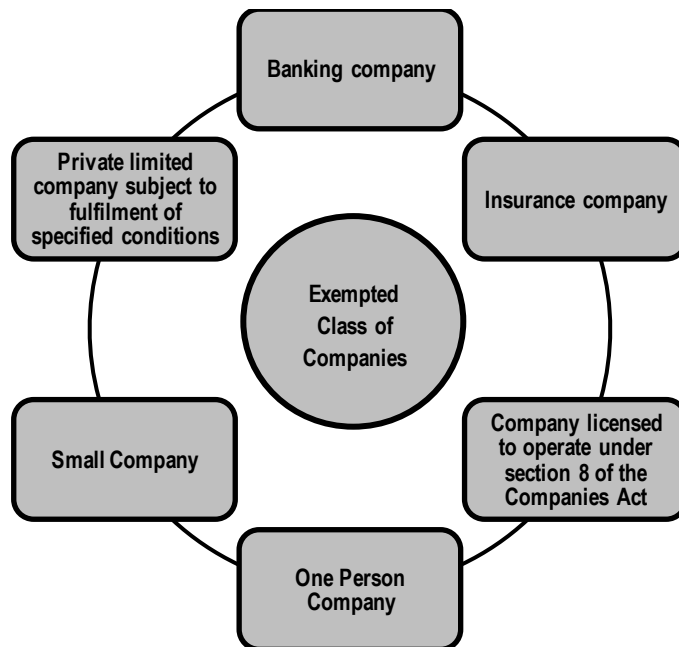 Banking company
Private limited
company subject to
fulfilment of
specified conditions
Insurance company
Exempted
Class of
Companies
Small Company
Company licensed
to operate under
section 8 of the
Companies Act
One Person
Company